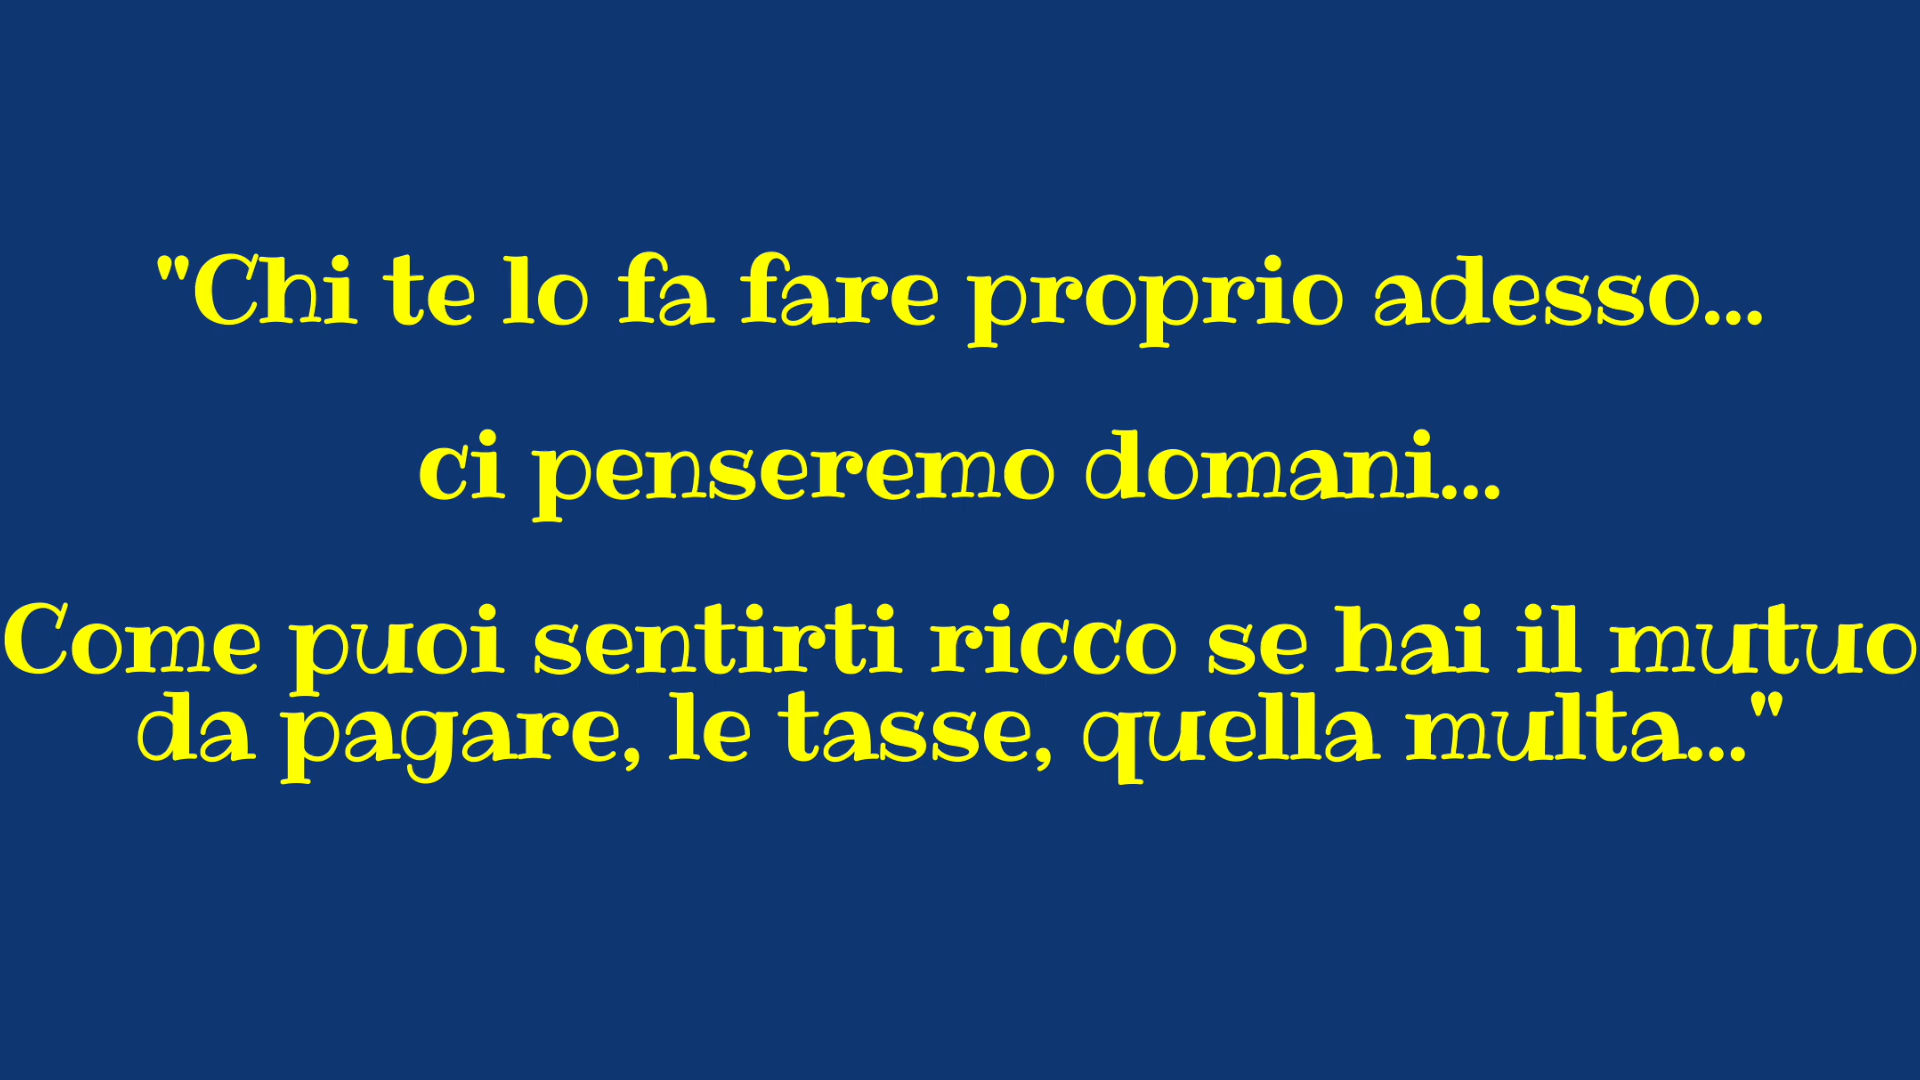 "Chi te lo fa fare proprio adesso...
ci penseremo domani...
Come puoi sentirti ricco se hai il mutuo
da pagare, le tasse, quella multa..."